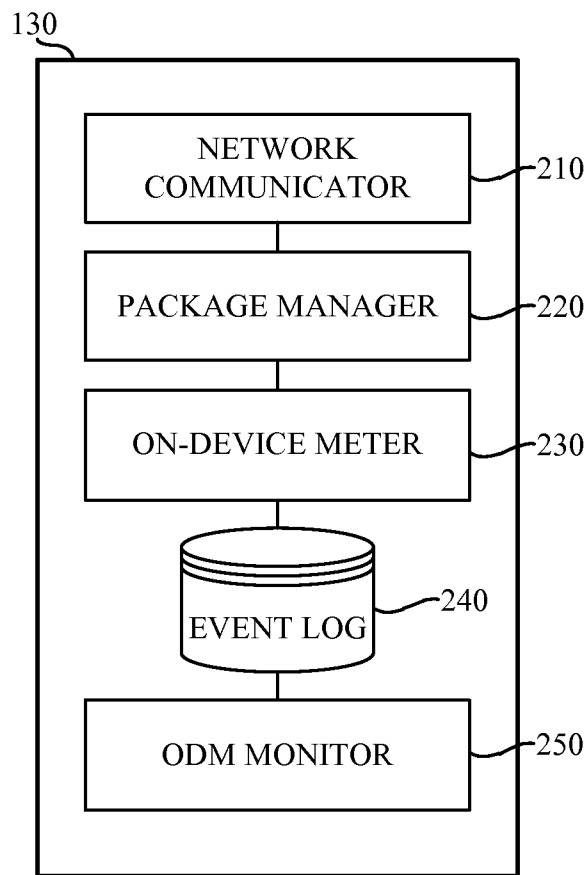 130
NETWORK
COMMUNICATOR
210
PACKAGE MANAGER
220
ON-DEVICE METER
230
EVENT LOG
240
ODM MONITOR
250